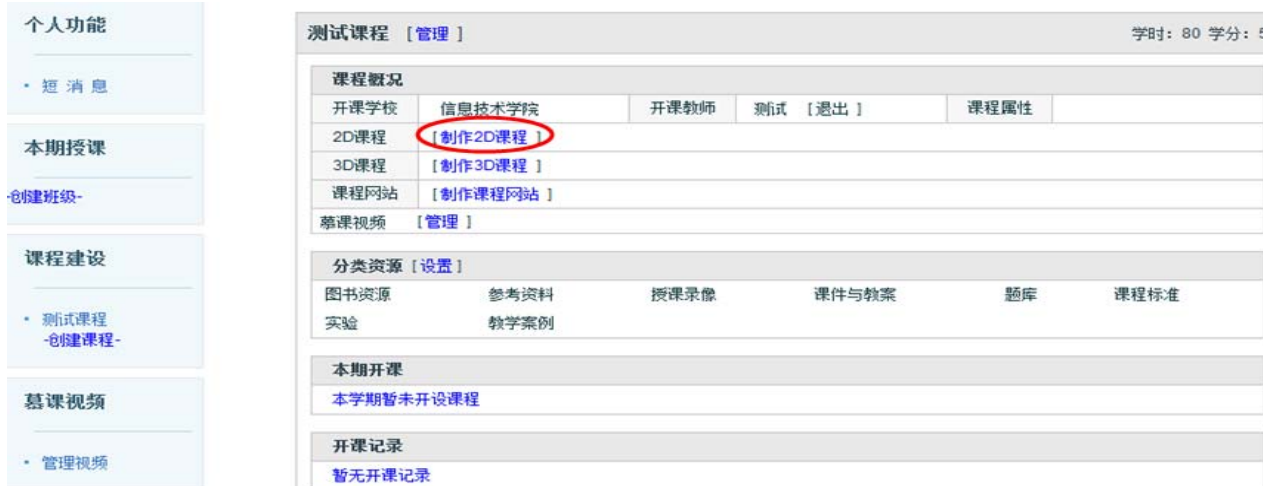 个人功能
• 短 消 息
本期授课
-创建班级-
课程建设
• 测试课程
-创建课程-
慕课视频
• 管理视频
测试课程 [ 管理 ] 学时：80 学分：
课程概况
开课学校 信息技术学院 开课教师 测试 [ 退出 ] 课程属性
2D课程 [ 制作2D课程 ]
3D课程 [ 制作3D课程 ]
课程网站 [ 制作课程网站 ]
慕课视频 [ 管理 ]
分类资源 [ 设置 ]
图书资源 参考资料 授课录像 课件与教案 题库 课程标准
实验 教学案例
本期开课
本学期暂未开设课程
开课记录
暂无开课记录